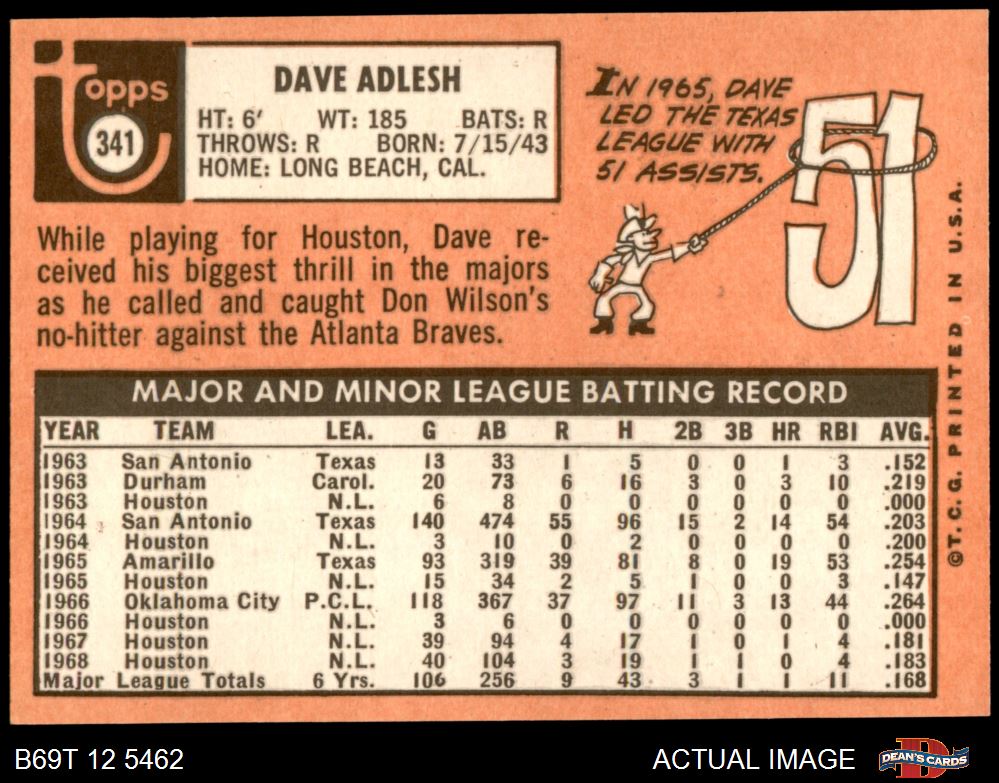 topps
341
DAVE ADLESH
HT: 6' WT: 185 BATS: R
THROWS: R BORN: 7/15/43
HOME: LONG BEACH, CAL.
IN 1965, DAVE
LED THE TEXAS
LEAGUE WITH
51 ASSISTS.
51
While playing for Houston, Dave re-
ceived his biggest thrill in the majors
as he called and caught Don Wilson's
no-hitter against the Atlanta Braves.
©T. C. G. PRINTED IN U.S.A.
MAJOR AND MINOR LEAGUE BATTING RECORD
YEAR TEAM LEA. G AB R H 2B 3B HR RBI AVG.
1963 San Antonio Texas 13 33 1 5 0 0 1 3 .152
1963 Durham Carol. 20 73 6 16 3 0 3 10 .219
1963 Houston N.L. 6 8 0 0 0 0 0 0 .000
1964 San Antonio Texas 140 474 55 96 15 2 14 54 .203
1964 Houston N.L. 3 10 0 2 0 0 0 0 .200
1965 Amarillo Texas 93 319 39 81 8 0 19 53 .254
1965 Houston N.L. 15 34 2 5 1 0 0 3 .147
1966 Oklahoma City P.C.L. 118 367 37 97 11 3 13 44 .264
1966 Houston N.L. 3 6 0 0 0 0 0 0 .000
1967 Houston N.L. 39 94 4 17 1 0 1 4 .181
1968 Houston N.L. 40 104 3 19 1 1 0 4 .183
Major League Totals 6 Yrs. 106 256 9 43 3 1 1 11 .168
B69T 12 5462
ACTUAL IMAGE
DEAN'S CARDS